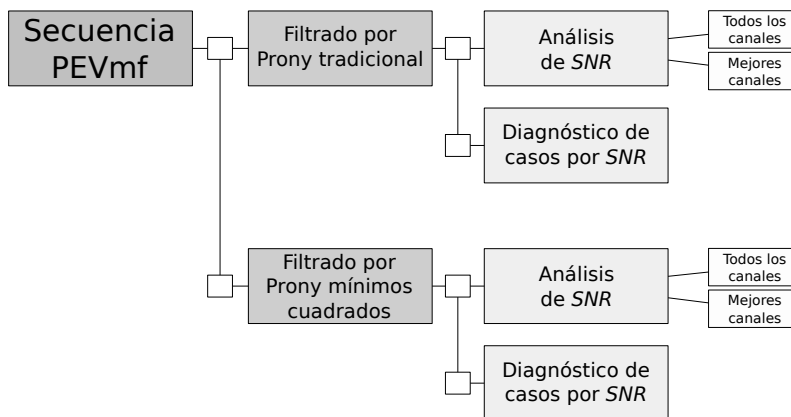 Secuencia
PEVmf
Filtrado por
Prony tradicional
Análisis
de SNR
Todos los
canales
Mejores
canales
Diagnóstico de
casos por SNR
Filtrado por
Prony mínimos
cuadrados
Análisis
de SNR
Todos los
canales
Mejores
canales
Diagnóstico de
casos por SNR